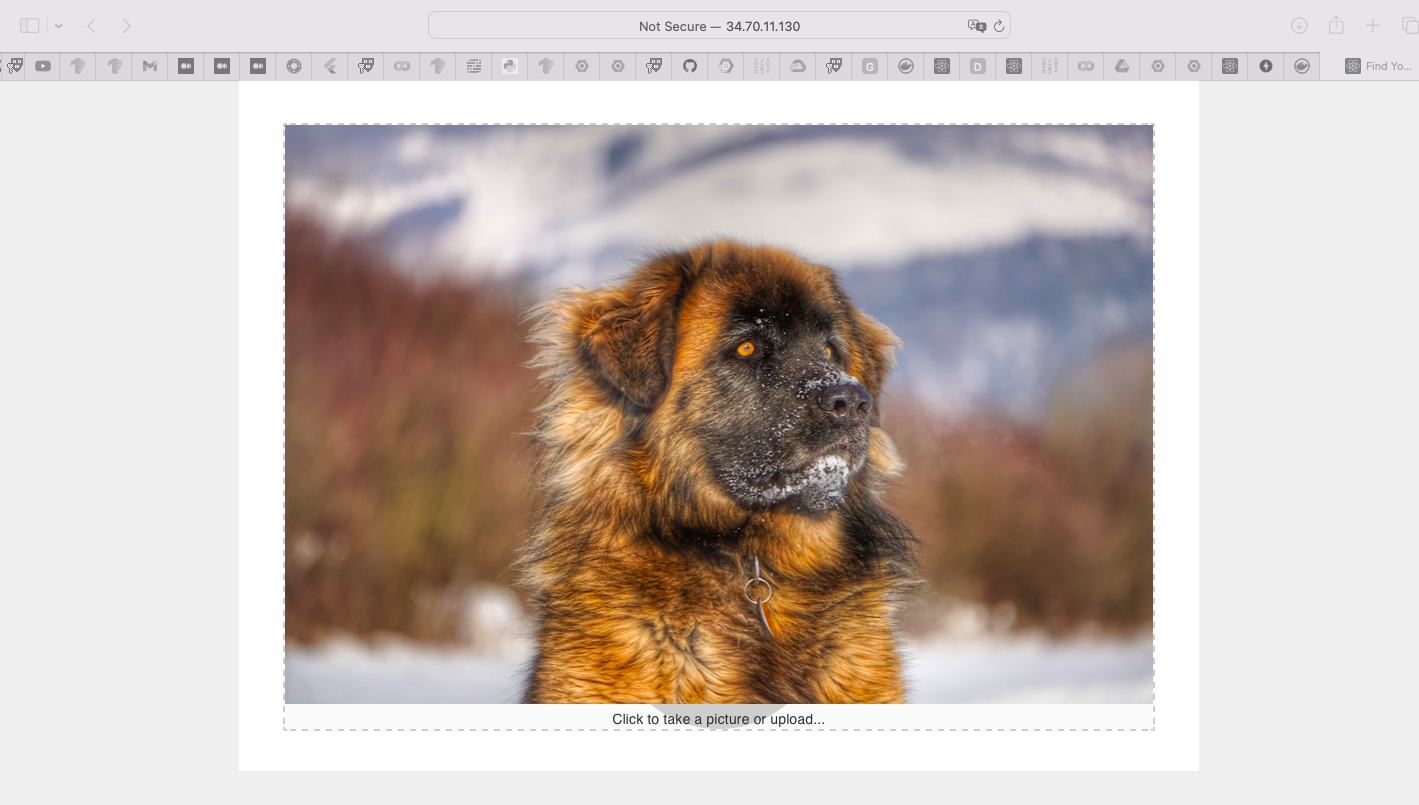 Not Secure — 34.70.11.130
G
D
Find Yo...
Click to take a picture or upload...